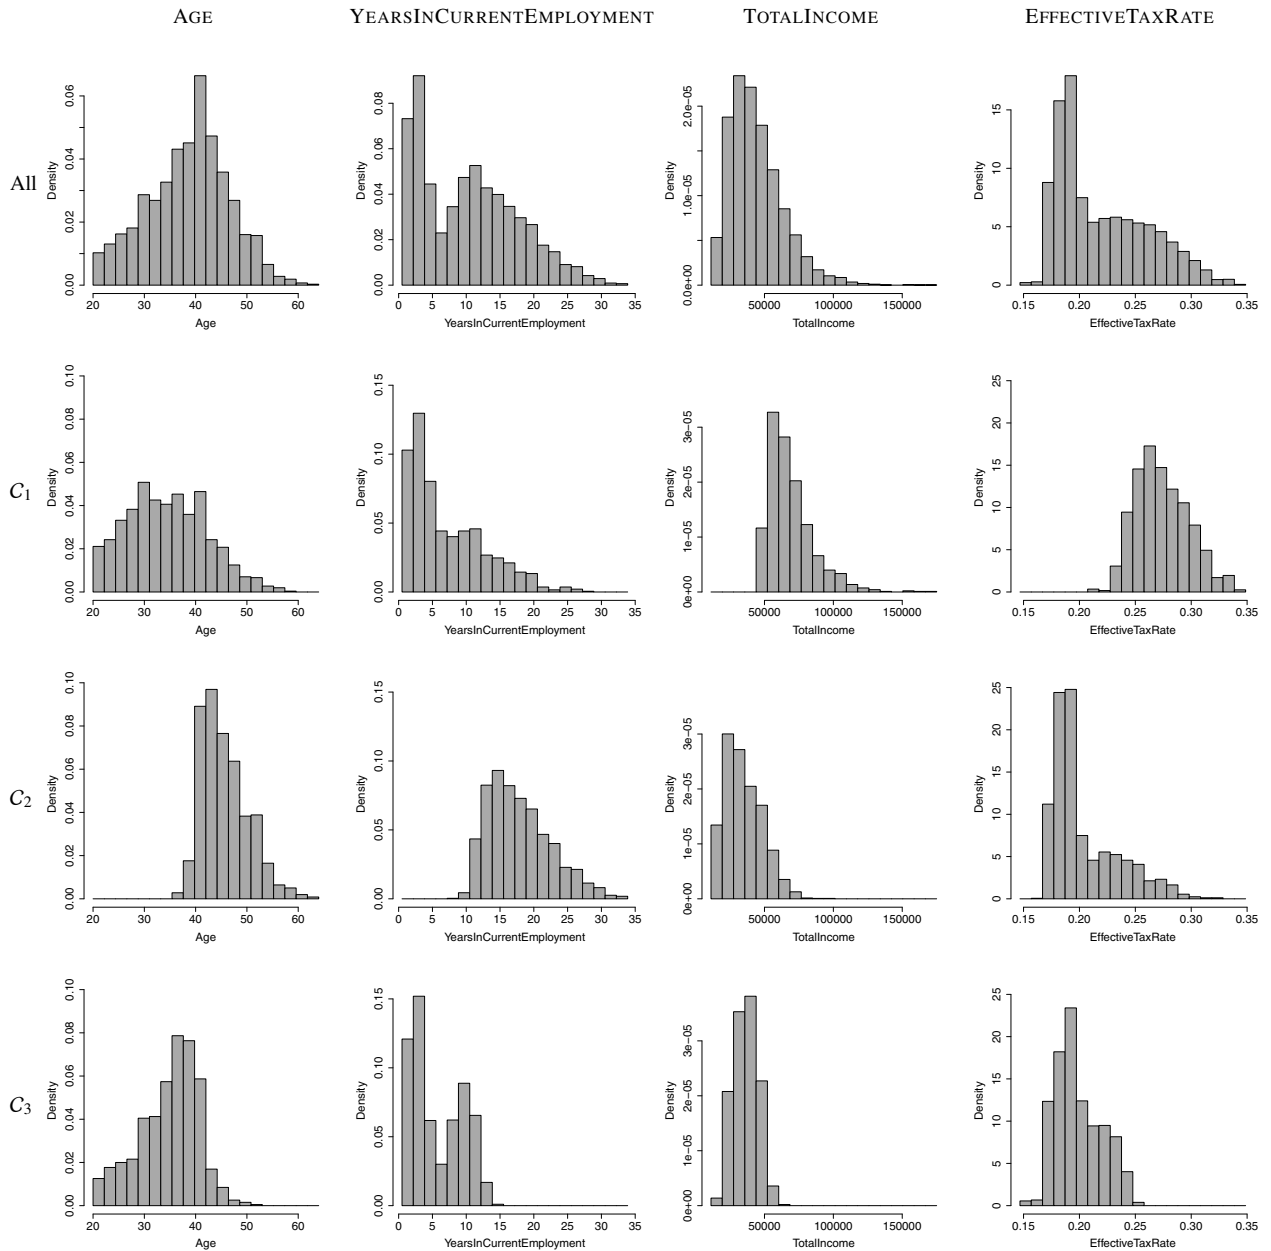 AGE YEARSINCURRENTEMPLOYMENT TOTALINCOME EFFECTIVETAXRATE
All
Density 0.00 0.02 0.04 0.06
20 30 40 50 60
Age
Density 0.00 0.02 0.04 0.06 0.08
0 5 10 15 20 25 30 35
YearsInCurrentEmployment
Density 0.0e+00 1.0e−05 2.0e−05
50000 100000 150000
TotalIncome
Density 0 5 10 15
0.15 0.20 0.25 0.30 0.35
EffectiveTaxRate
C1
Density 0.00 0.02 0.04 0.06 0.08 0.10
20 30 40 50 60
Age
Density 0.00 0.05 0.10 0.15
0 5 10 15 20 25 30 35
YearsInCurrentEmployment
Density 0e+00 1e−05 2e−05 3e−05
50000 100000 150000
TotalIncome
Density 0 5 10 15 20 25
0.15 0.20 0.25 0.30 0.35
EffectiveTaxRate
C2
Density 0.00 0.02 0.04 0.06 0.08 0.10
20 30 40 50 60
Age
Density 0.00 0.05 0.10 0.15
0 5 10 15 20 25 30 35
YearsInCurrentEmployment
Density 0e+00 1e−05 2e−05 3e−05
50000 100000 150000
TotalIncome
Density 0 5 10 15 20 25
0.15 0.20 0.25 0.30 0.35
EffectiveTaxRate
C3
Density 0.00 0.02 0.04 0.06 0.08 0.10
20 30 40 50 60
Age
Density 0.00 0.05 0.10 0.15
0 5 10 15 20 25 30 35
YearsInCurrentEmployment
Density 0e+00 1e−05 2e−05 3e−05
50000 100000 150000
TotalIncome
Density 0 5 10 15 20 25
0.15 0.20 0.25 0.30 0.35
EffectiveTaxRate